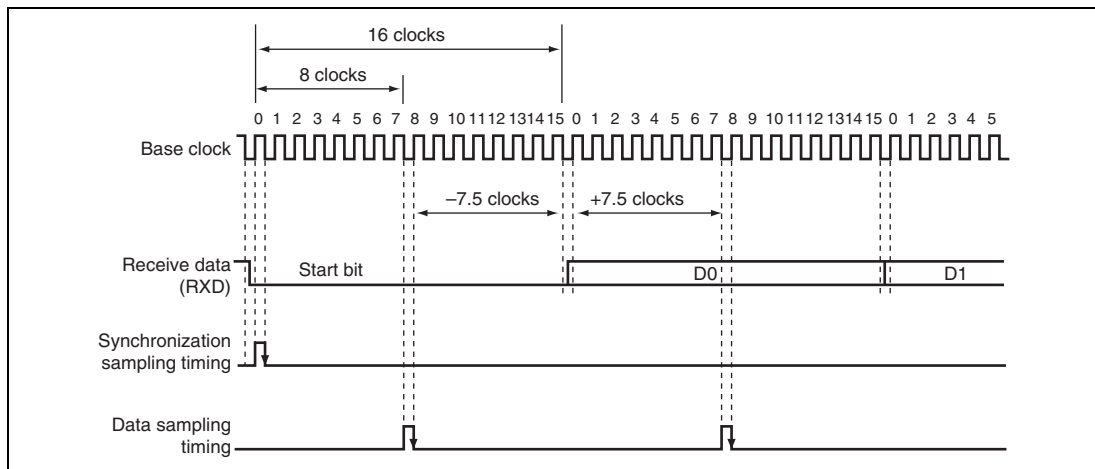 16 clocks
8 clocks
0 1 2 3 4 5 6 7 8 9 10 11 12 13 14 15 0 1 2 3 4 5 6 7 8 9 10 11 12 13 14 15 0 1 2 3 4 5
Base clock
–7.5 clocks +7.5 clocks
Receive data
(RXD)
Start bit D0 D1
Synchronization
sampling timing
Data sampling
timing